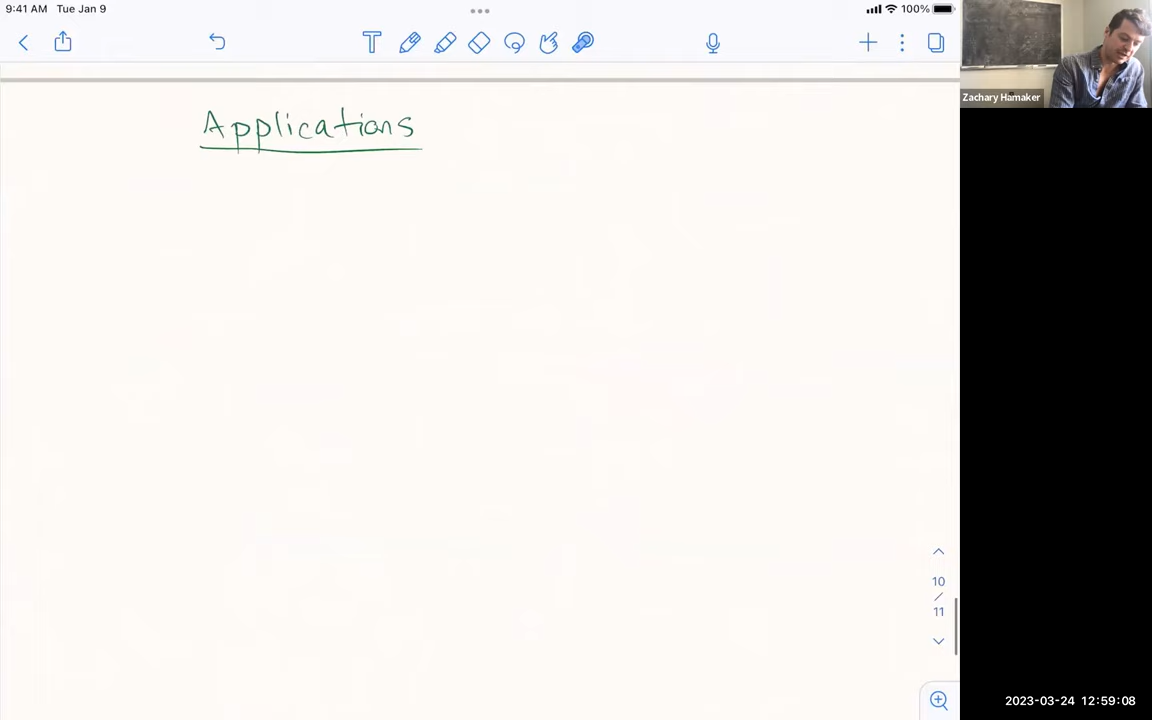 9:41 AM Tue Jan 9
100%
Applications
Zachary Hamaker
10
/
11
2023-03-24 12:59:08